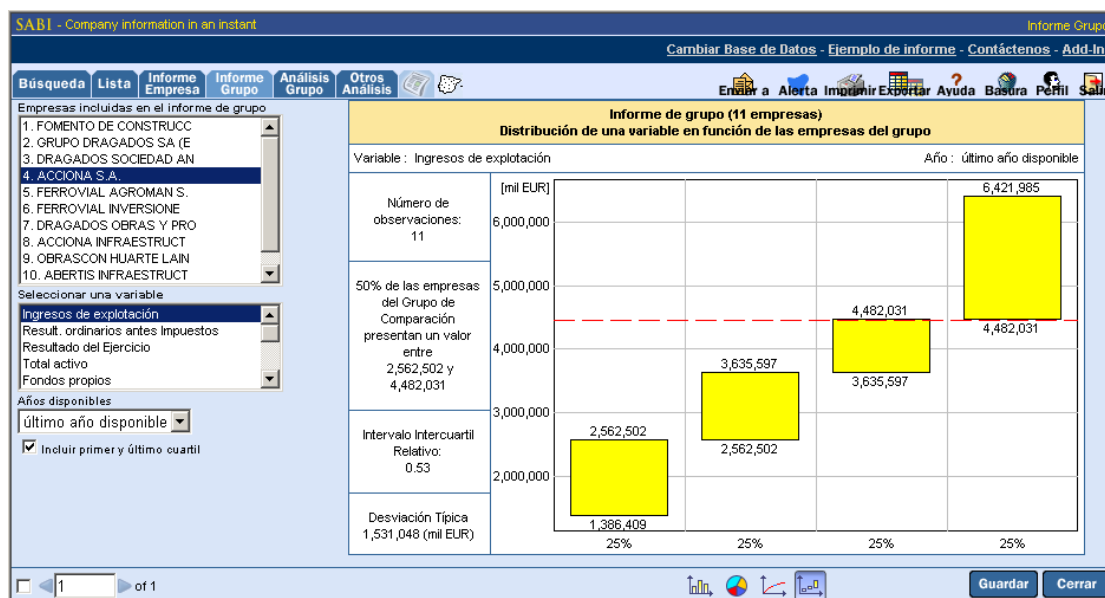 SABI - Company information in an instant
Informe Grupo
Cambiar Base de Datos - Ejemplo de informe - Contáctenos - Add-In
Búsqueda
Lista
Informe Empresa
Informe Grupo
Análisis Grupo
Otros Análisis
Enviar a
Alerta
Imprimir
Exportar
Ayuda
Basura
Perfil
Salir
Empresas incluidas en el informe de grupo
1. FOMENTO DE CONSTRUCC
2. GRUPO DRAGADOS SA (E
3. DRAGADOS SOCIEDAD AN
4. ACCIONA S.A.
5. FERROVIAL AGROMAN S.
6. FERROVIAL INVERSIONE
7. DRAGADOS OBRAS Y PRO
8. ACCIONA INFRAESTRUCT
9. OBRASCON HUARTE LAIN
10. ABERTIS INFRAESTRUCT
Seleccionar una variable
Ingresos de explotación
Result. ordinarios antes Impuestos
Resultado del Ejercicio
Total activo
Fondos propios
Años disponibles
último año disponible
Incluir primer y último cuartil
Informe de grupo (11 empresas)
Distribución de una variable en función de las empresas del grupo
Variable : Ingresos de explotación
Año : último año disponible
Número de
observaciones:
11
50% de las empresas
del Grupo de
Comparación
presentan un valor
entre
2,562,502 y
4,482,031
Intervalo Intercuartil
Relativo:
0.53
Desviación Típica
1,531,048 (mil EUR)
[mil EUR]
6,000,000
5,000,000
4,000,000
3,000,000
2,000,000
6,421,985
4,482,031
4,482,031
3,635,597
3,635,597
2,562,502
2,562,502
1,386,409
25%
25%
25%
25%
1
of 1
Guardar
Cerrar